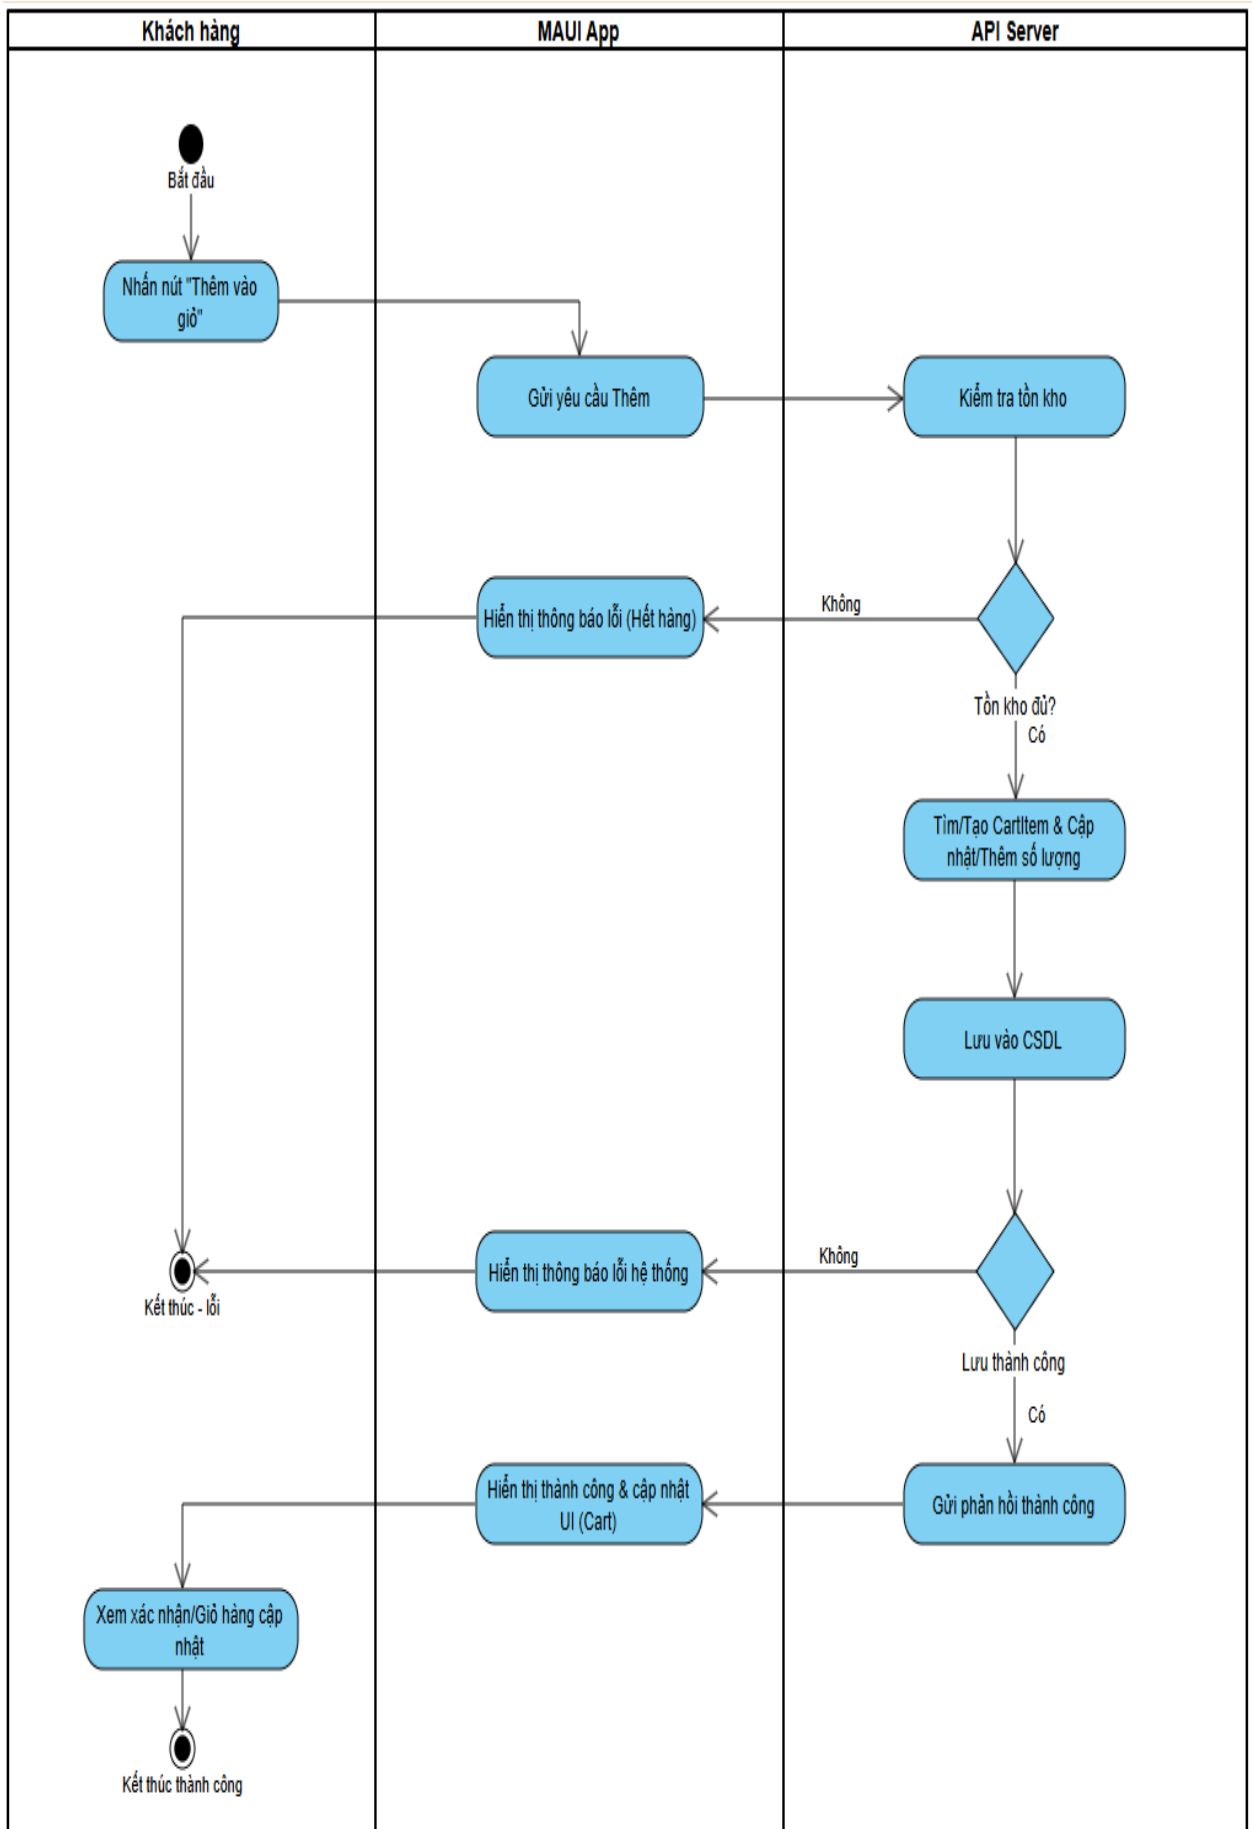 Khách hàng
MAUI App
API Server
Bắt đầu
Nhấn nút "Thêm vào
giỏ"
Gửi yêu cầu Thêm
Kiểm tra tồn kho
Hiển thị thông báo lỗi (Hết hàng)
Không
Tồn kho đủ?
Có
Tìm/Tạo CartItem & Cập
nhật/Thêm số lượng
Lưu vào CSDL
Kết thúc - lỗi
Hiển thị thông báo lỗi hệ thống
Không
Lưu thành công
Có
Hiển thị thành công & cập nhật
UI (Cart)
Gửi phản hồi thành công
Xem xác nhận/Giỏ hàng cập
nhật
Kết thúc thành công